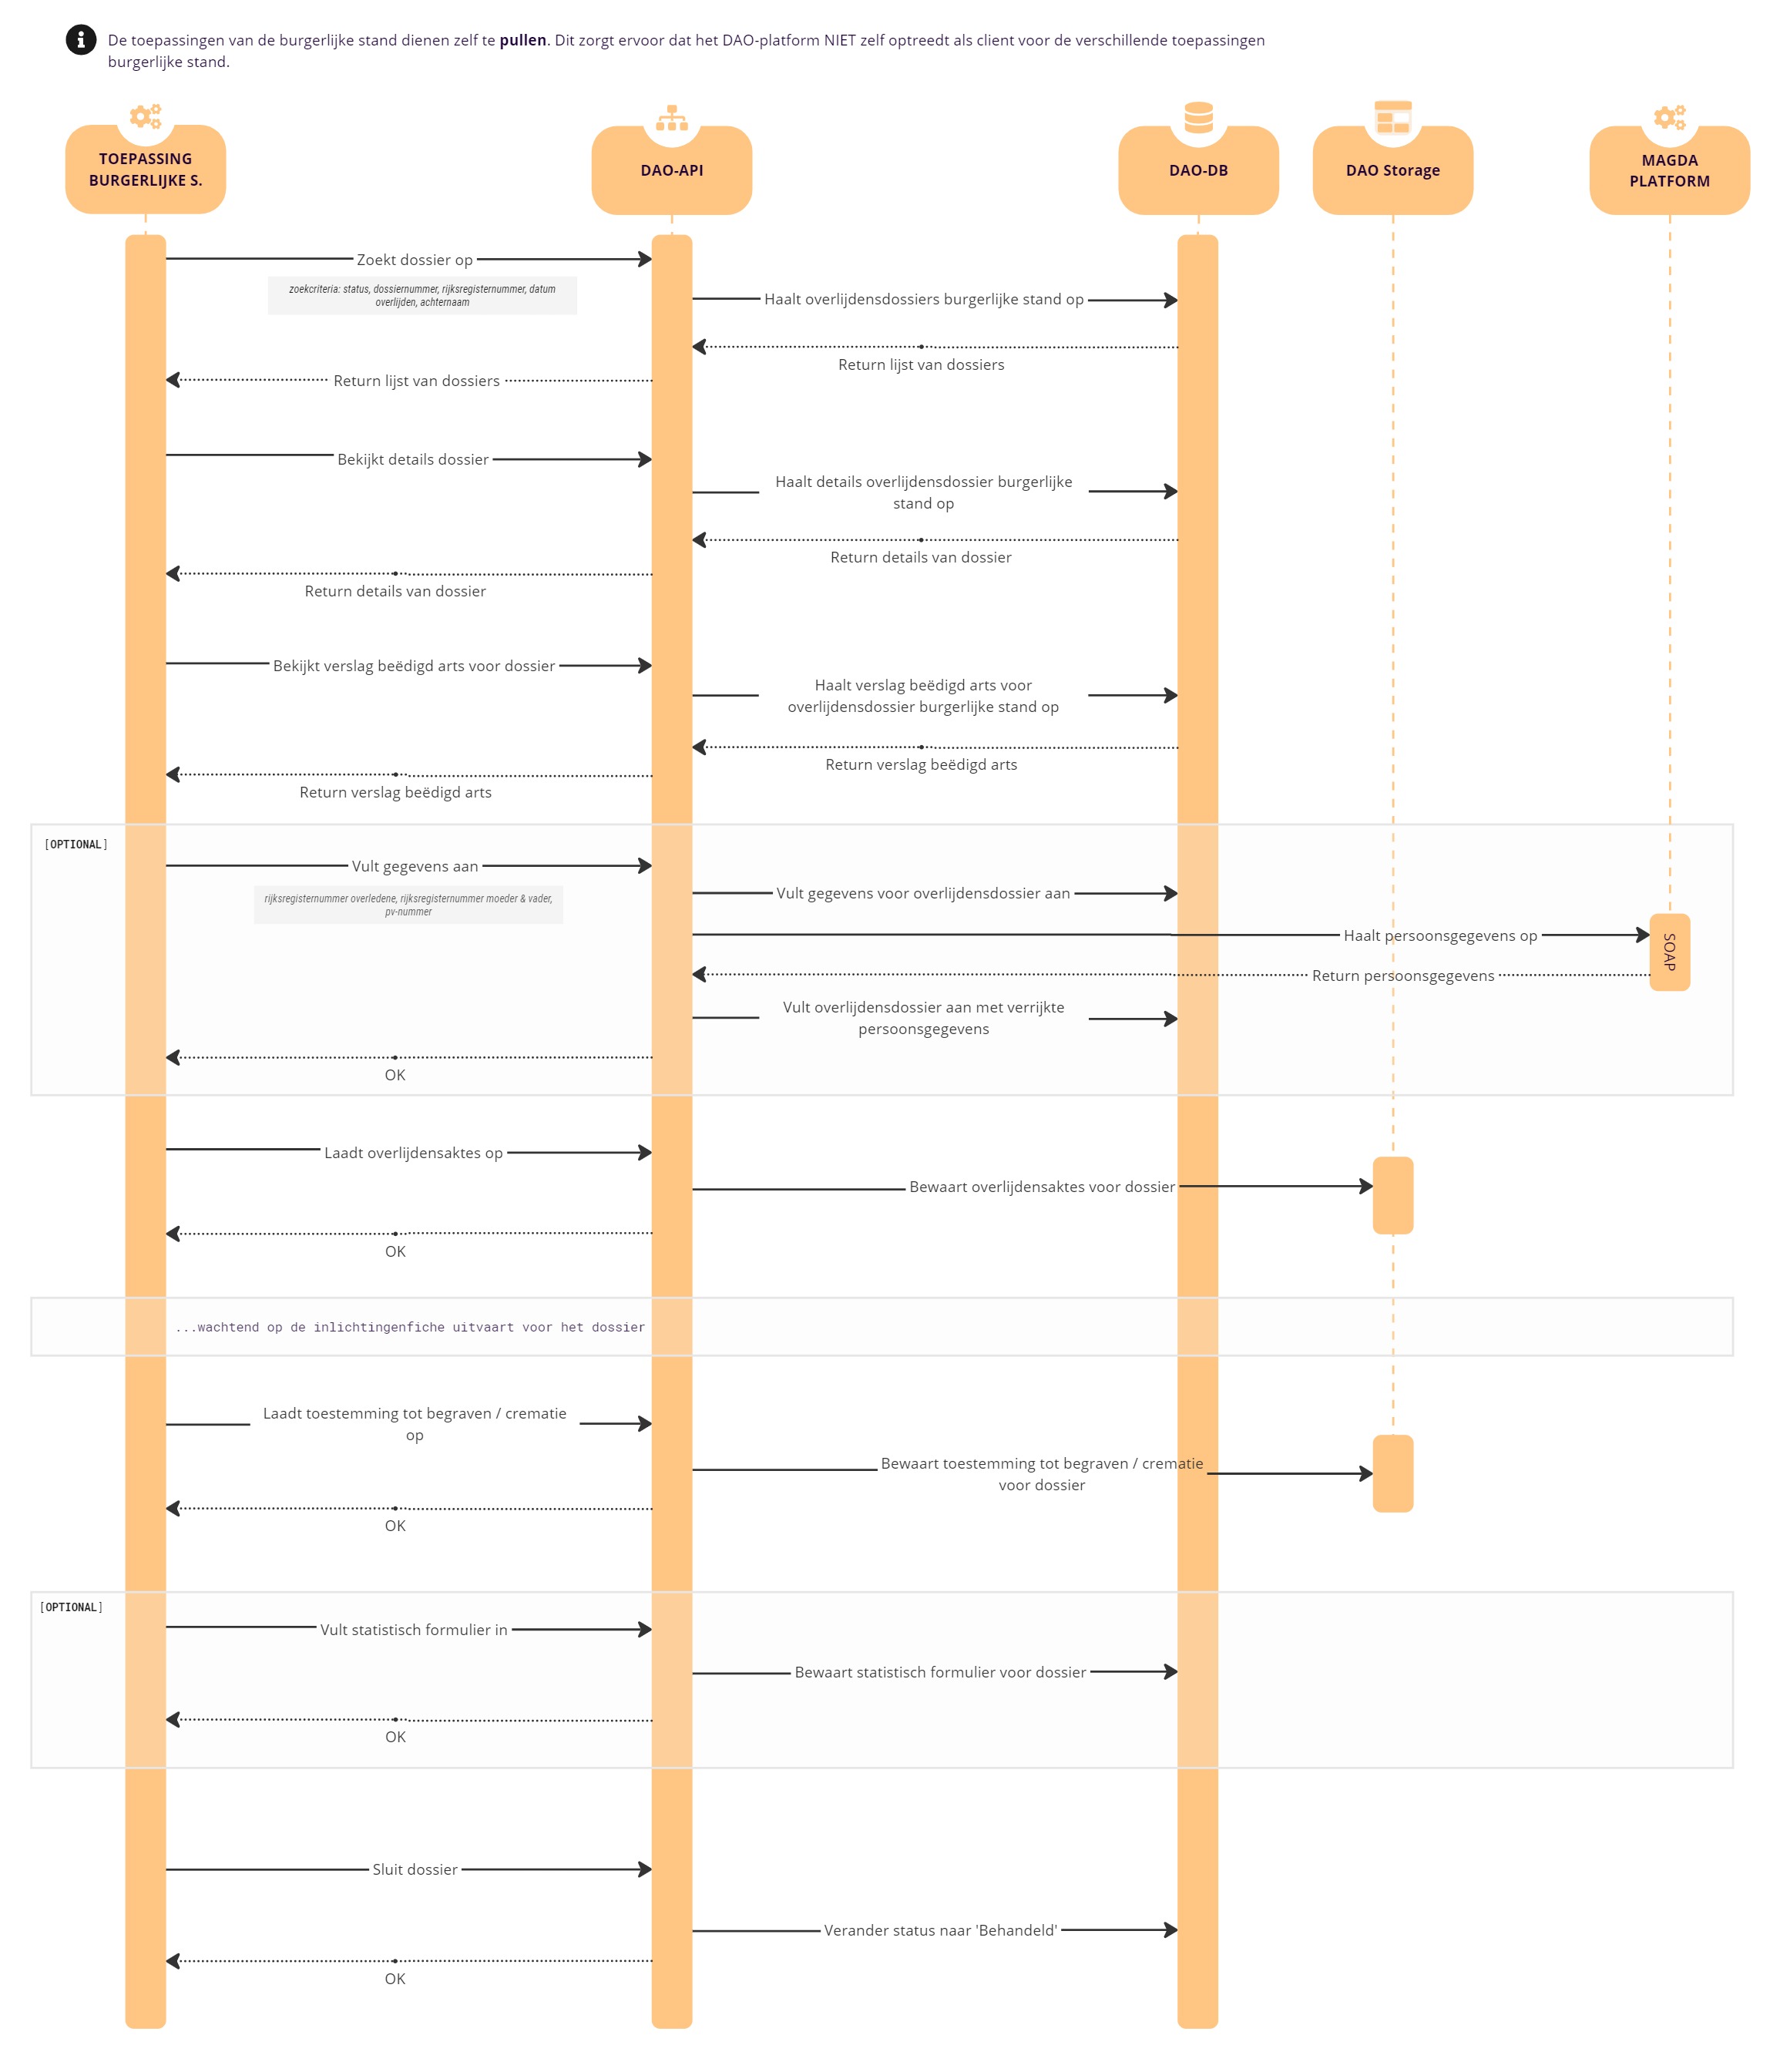 De toepassingen van de burgerlijke stand dienen zelf te pullen. Dit zorgt ervoor dat het DAO-platform NIET zelf optreedt als client voor de verschillende toepassingen
burgerlijke stand.
TOEPASSING
BURGERLIJKE S.
DAO-API
DAO-DB
DAO Storage
MAGDA
PLATFORM
Zoekt dossier op
zoekcriteria: status, dossiernummer, rijksregisternummer, datum
overlijden, achternaam
Haalt overlijdensdossiers burgerlijke stand op
Return lijst van dossiers
Return lijst van dossiers
Bekijkt details dossier
Haalt details overlijdensdossier burgerlijke
stand op
Return details van dossier
Return details van dossier
Bekijkt verslag beëdigd arts voor dossier
Haalt verslag beëdigd arts voor
overlijdensdossier burgerlijke stand op
Return verslag beëdigd arts
Return verslag beëdigd arts
[OPTIONAL]
Vult gegevens aan
rijksregisternummer overledene, rijksregisternummer moeder & vader,
pv-nummer
Vult gegevens voor overlijdensdossier aan
Haalt persoonsgegevens op
SOAP
Return persoonsgegevens
Vult overlijdensdossier aan met verrijkte
persoonsgegevens
OK
Laadt overlijdensaktes op
Bewaart overlijdensaktes voor dossier
OK
...wachtend op de inlichtingenfiche uitvaart voor het dossier
Laadt toestemming tot begraven / crematie
op
Bewaart toestemming tot begraven / crematie
voor dossier
OK
[OPTIONAL]
Vult statistisch formulier in
Bewaart statistisch formulier voor dossier
OK
Sluit dossier
Verander status naar 'Behandeld'
OK